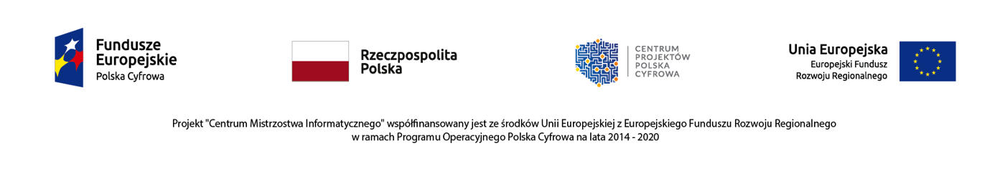 Fundusze
Europejskie
Polska Cyfrowa
Rzeczpospolita
Polska
CENTRUM
PROJEKTÓW
POLSKA
CYFROWA
Unia Europejska
Europejski Fundusz
Rozwoju Regionalnego
Projekt "Centrum Mistrzostwa Informatycznego" współfinansowany jest ze środków Unii Europejskiej z Europejskiego Funduszu Rozwoju Regionalnego
w ramach Programu Operacyjnego Polska Cyfrowa na lata 2014 - 2020